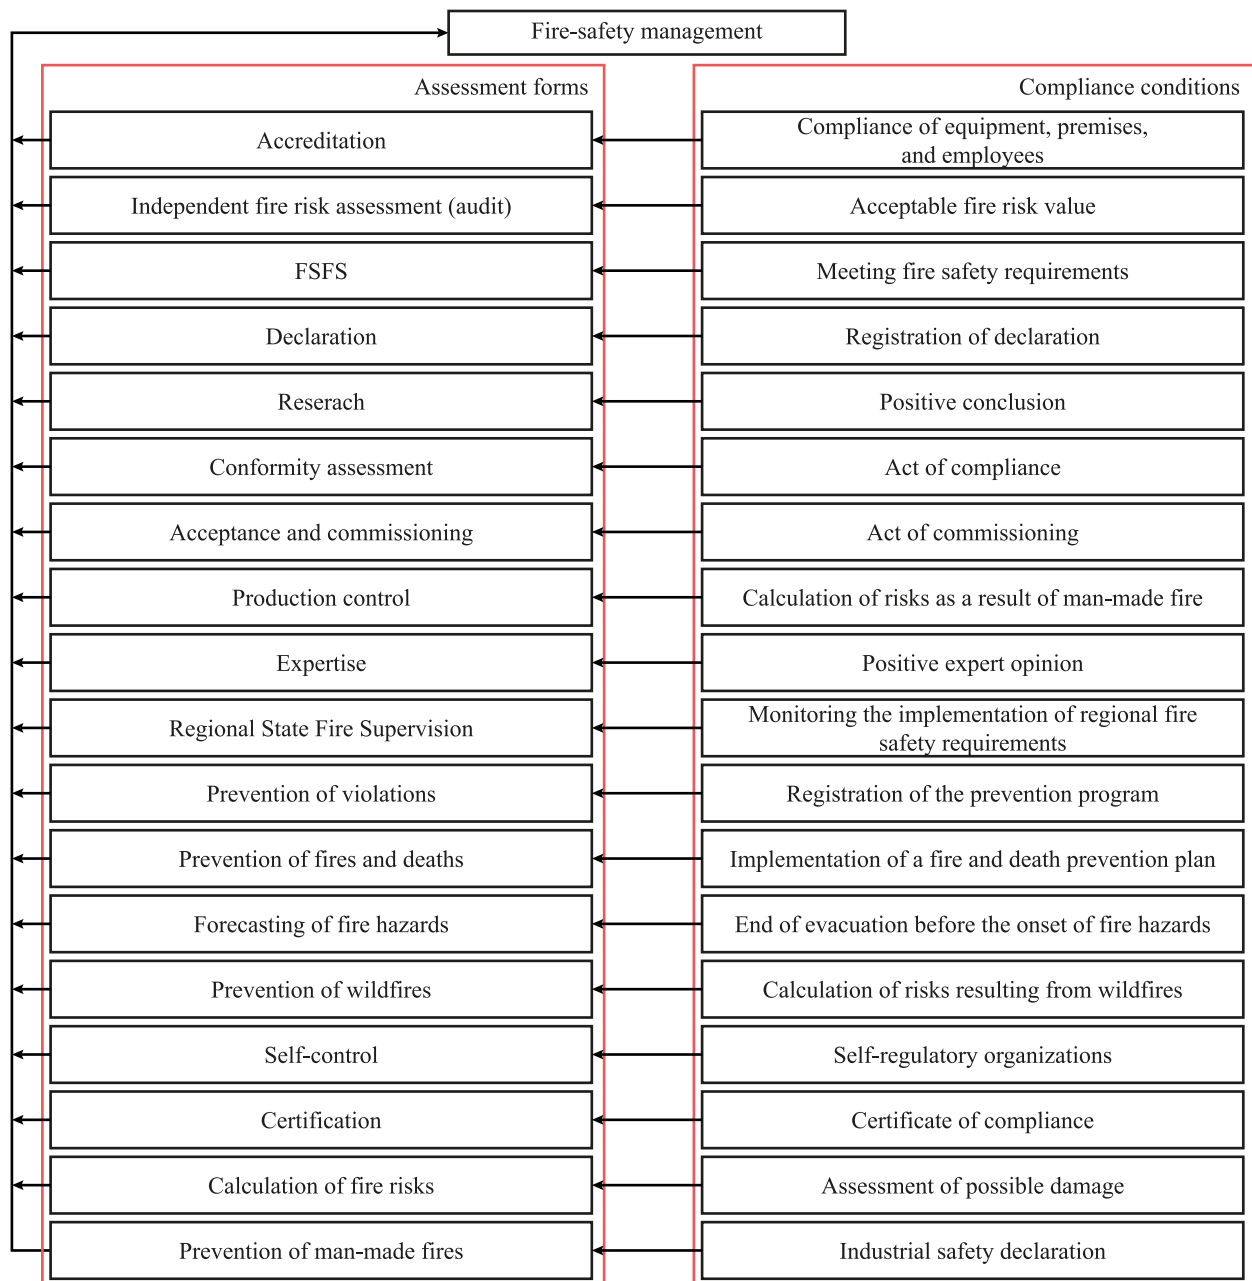 Fire-safety management
Assessment forms
Compliance conditions
Accreditation
Compliance of equipment, premises,
and employees
Independent fire risk assessment (audit)
Acceptable fire risk value
FSFS
Meeting fire safety requirements
Declaration
Registration of declaration
Reserach
Positive conclusion
Conformity assessment
Act of compliance
Acceptance and commissioning
Act of commissioning
Production control
Calculation of risks as a result of man-made fire
Expertise
Positive expert opinion
Regional State Fire Supervision
Monitoring the implementation of regional fire
safety requirements
Prevention of violations
Registration of the prevention program
Prevention of fires and deaths
Implementation of a fire and death prevention plan
Forecasting of fire hazards
End of evacuation before the onset of fire hazards
Prevention of wildfires
Calculation of risks resulting from wildfires
Self-control
Self-regulatory organizations
Certification
Certificate of compliance
Calculation of fire risks
Assessment of possible damage
Prevention of man-made fires
Industrial safety declaration